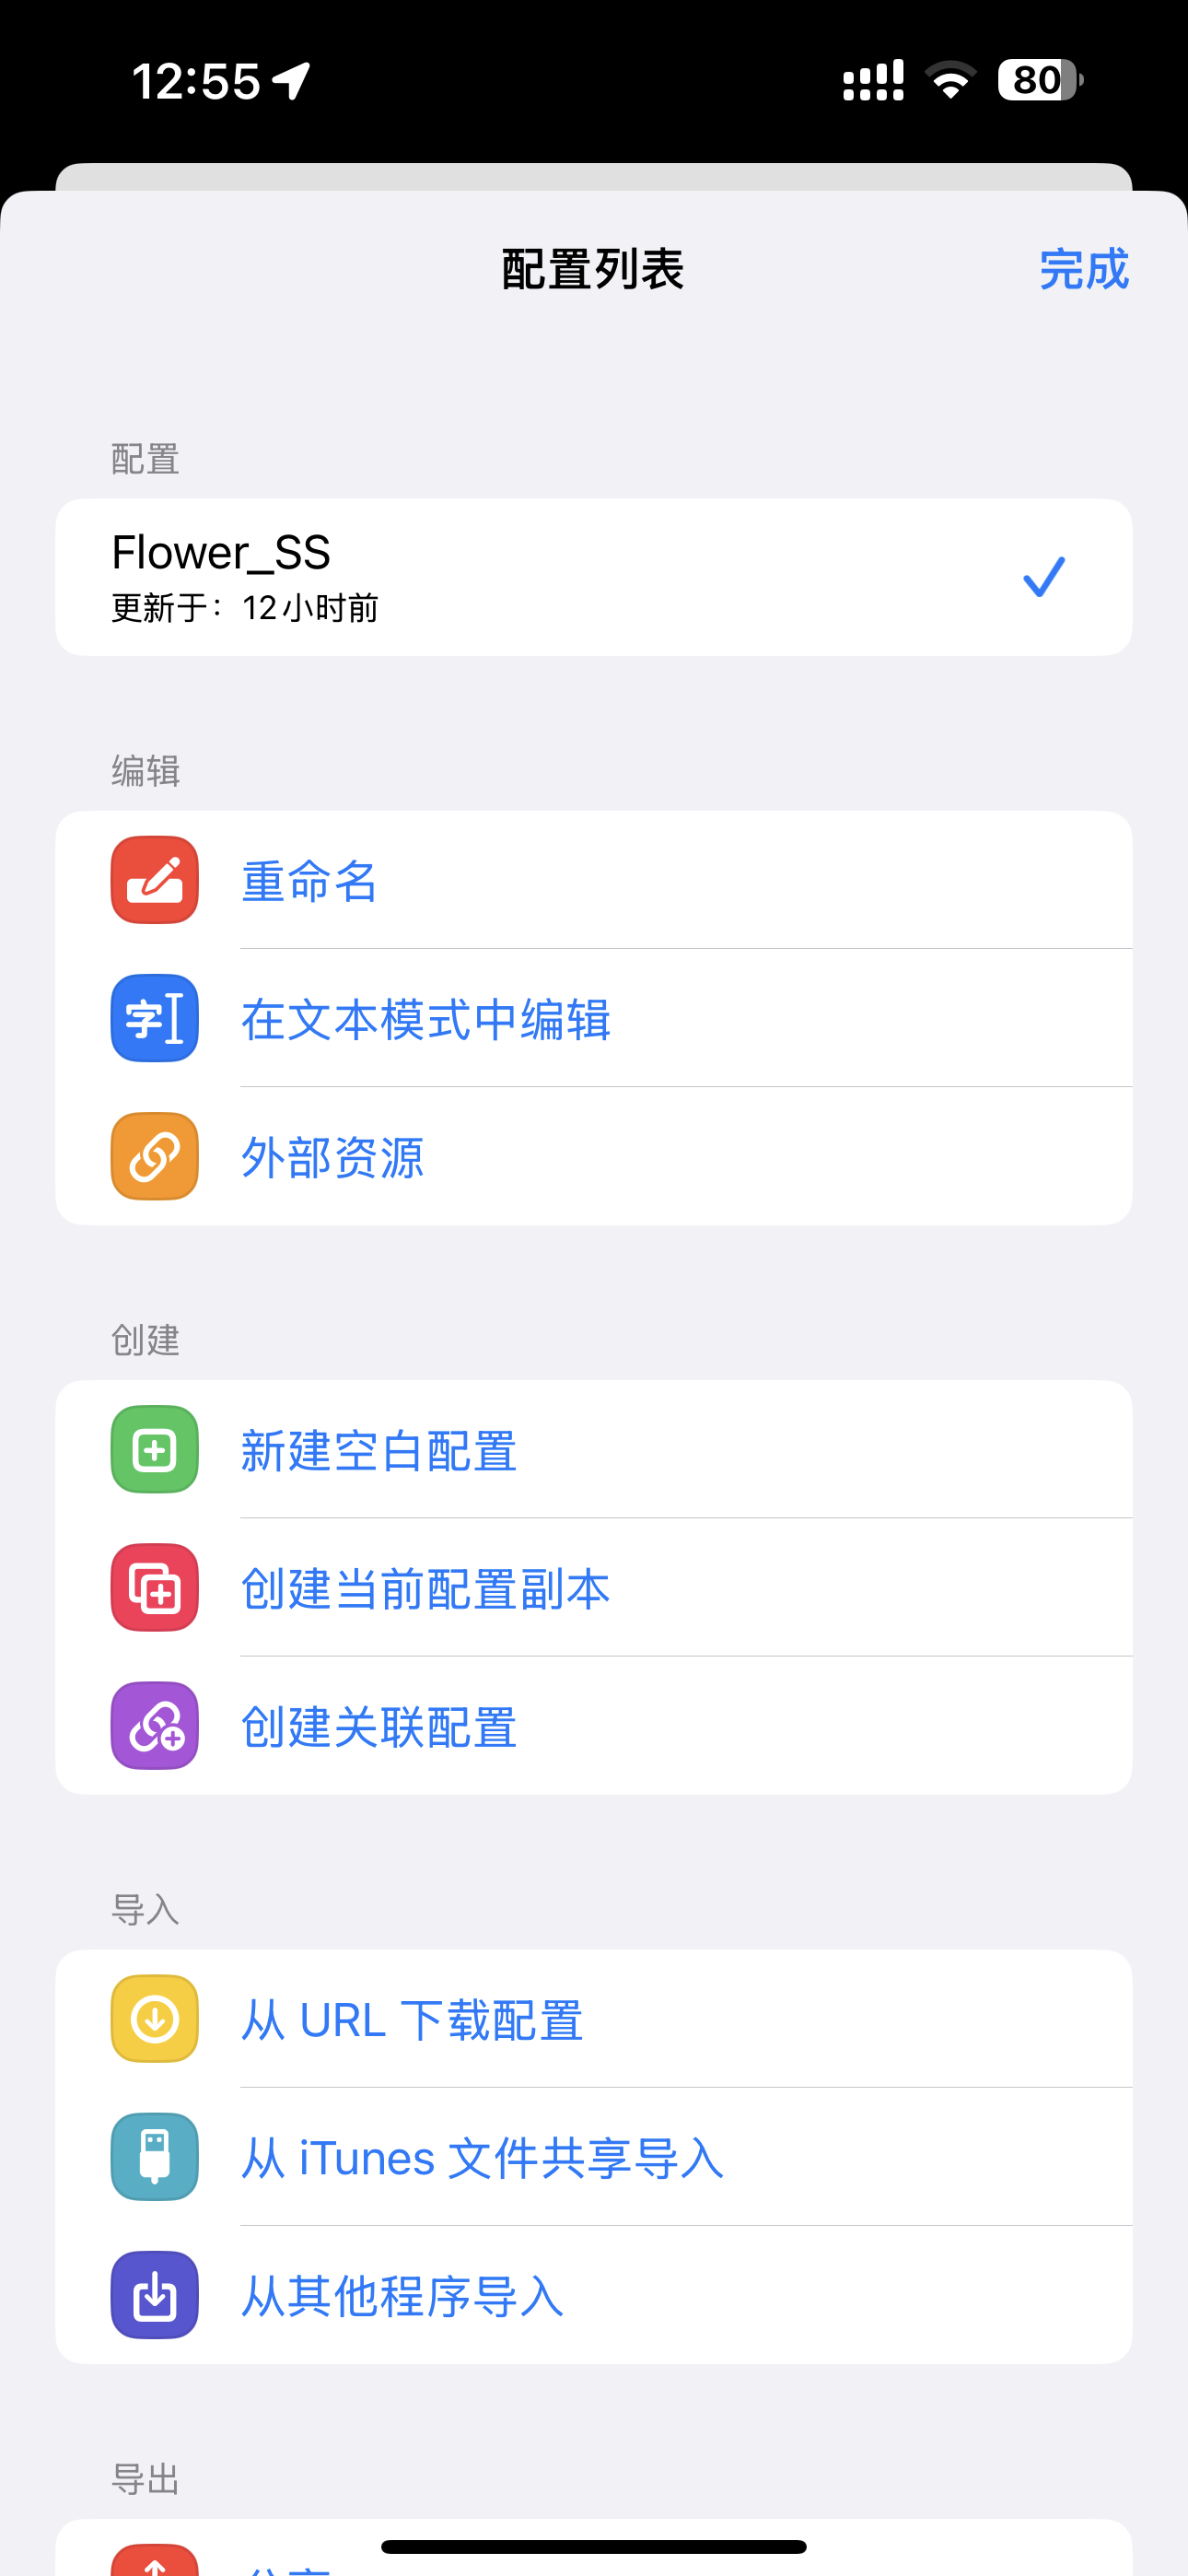 12:55
80
配置列表
完成
配置
Flower_SS
更新于：12小时前
编辑
重命名
字
在文本模式中编辑
外部资源
创建
新建空白配置
创建当前配置副本
创建关联配置
导入
从 URL 下载配置
从 iTunes 文件共享导入
从其他程序导入
导出